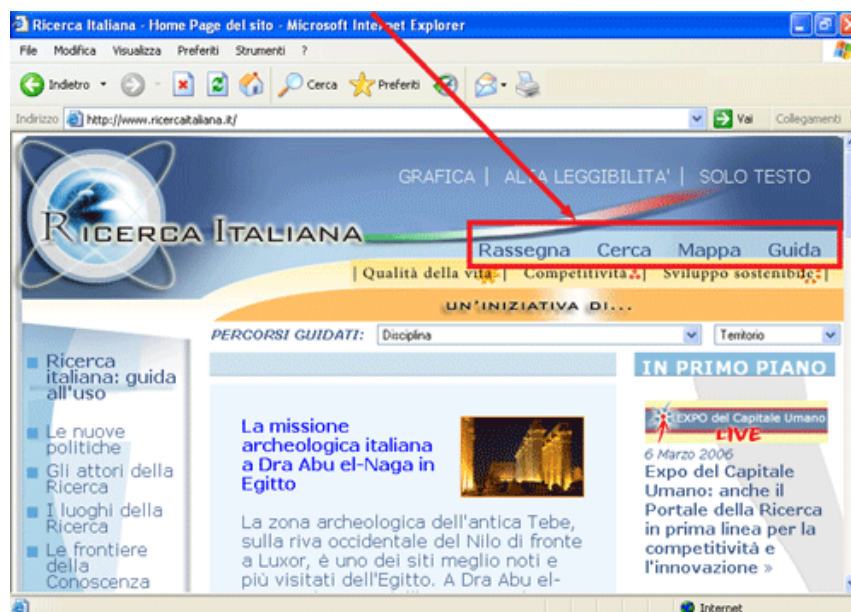 Ricerca Italiana - Home Page del sito - Microsoft Internet Explorer
File Modifica Visualizza Preferiti Strumenti ?
Indietro Cerca Preferiti
Indirizzo http://www.ricercaitaliana.it/ Vai Collegamenti
GRAFICA | ALTA LEGGIBILITA' | SOLO TESTO
RICERCA ITALIANA
Rassegna Cerca Mappa Guida
| Qualità della vita | Competitività | Sviluppo sostenibile |
UN'INIZIATIVA DI...
PERCORSI GUIDATI: Disciplina Territorio
Ricerca
italiana: guida
all'uso
Le nuove
politiche
Gli attori della
Ricerca
I luoghi della
Ricerca
Le frontiere
della
Conoscenza
La missione
archeologica italiana
a Dra Abu el-Naga in
Egitto
La zona archeologica dell'antica Tebe,
sulla riva occidentale del Nilo di fronte
a Luxor, è uno dei siti meglio noti e
più visitati dell'Egitto. A Dra Abu el-
IN PRIMO PIANO
EXPO del Capitale Umano
LIVE
6 Marzo 2006
Expo del Capitale
Umano: anche il
Portale della Ricerca
in prima linea per la
competitività e
l'innovazione »
Internet